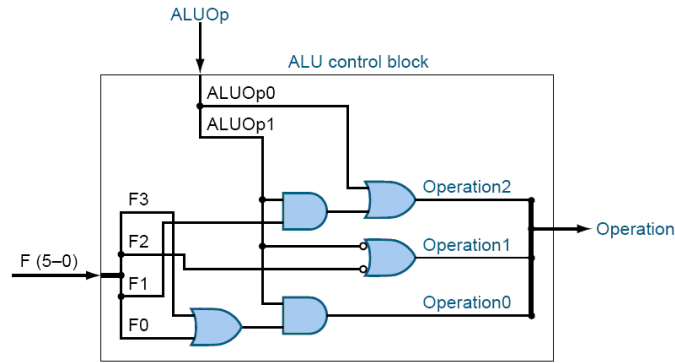 ALUOp
ALU control block
ALUOp0
ALUOp1
F3
Operation2
F2
Operation1
Operation
F (5–0)
F1
Operation0
F0